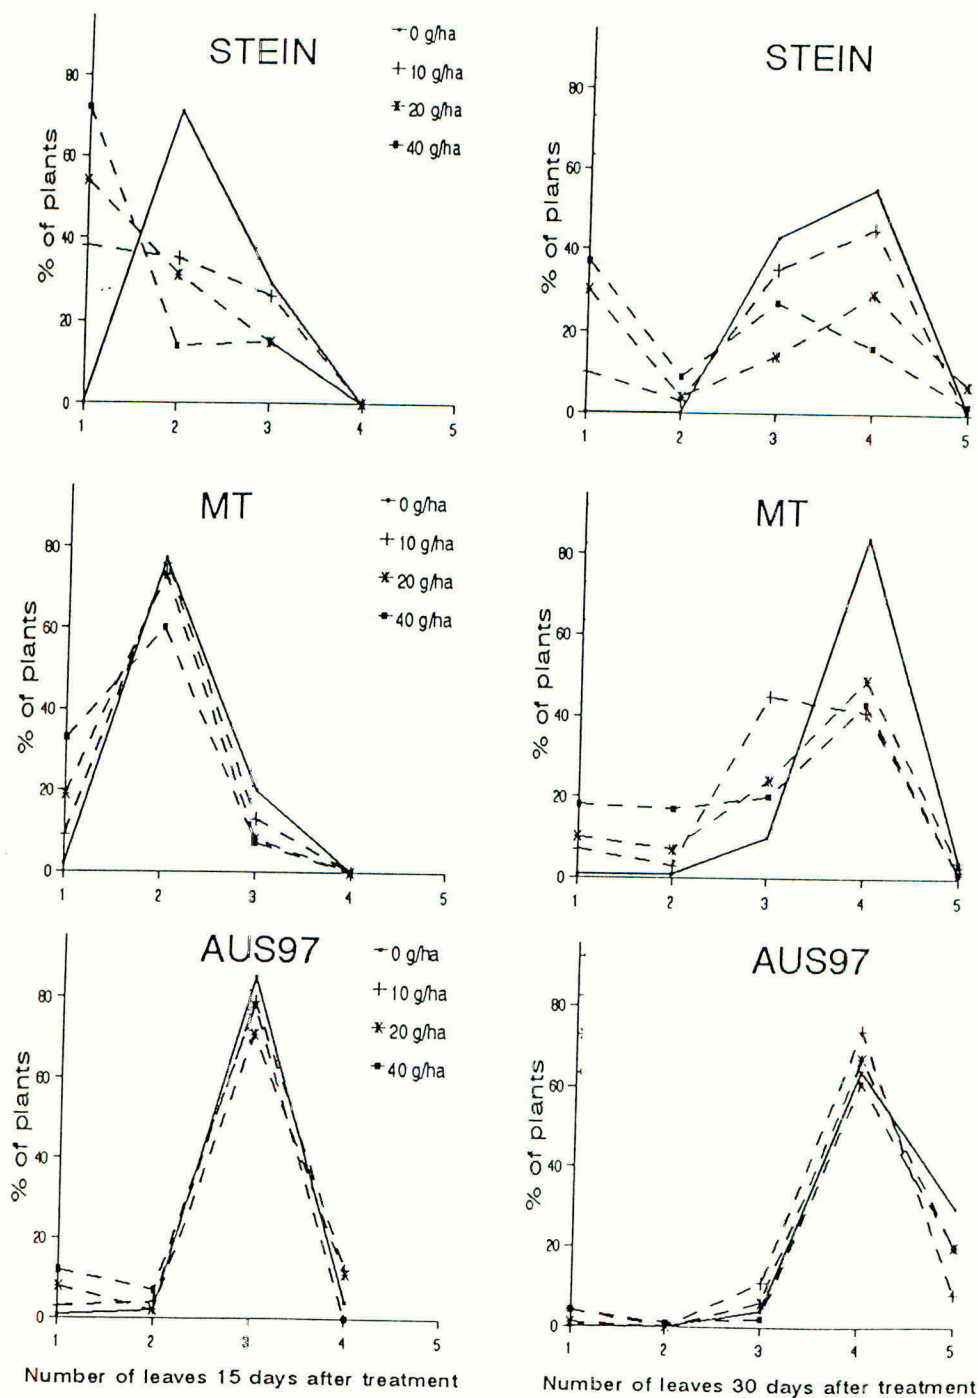 STEIN
0 g/ha
10 g/ha
20 g/ha
40 g/ha
% of plants
80
60
40
20
0
1 2 3 4 5
STEIN
% of plants
80
60
40
20
0
1 2 3 4 5
MT
0 g/ha
10 g/ha
20 g/ha
40 g/ha
% of plants
80
60
40
20
0
1 2 3 4 5
MT
% of plants
80
60
40
20
0
1 2 3 4 5
AUS97
0 g/ha
10 g/ha
20 g/ha
40 g/ha
% of plants
80
60
40
20
0
1 2 3 4 5
Number of leaves 15 days after treatment
AUS97
% of plants
80
60
40
20
0
1 2 3 4 5
Number of leaves 30 days after treatment